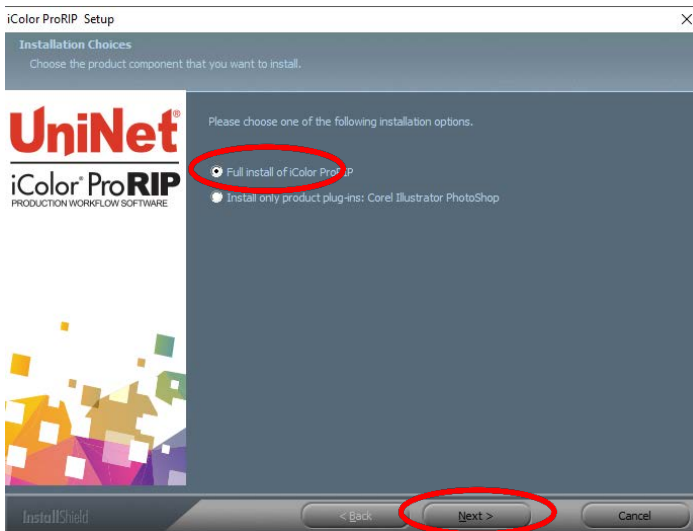 iColor ProRIP Setup
Installation Choices
Choose the product component that you want to install.
UniNet®
iColor® ProRIP
PRODUCTION WORKFLOW SOFTWARE
Please choose one of the following installation options.
Full install of iColor ProRIP
Install only product plug-ins: Corel Illustrator PhotoShop
InstallShield
< Back
Next >
Cancel